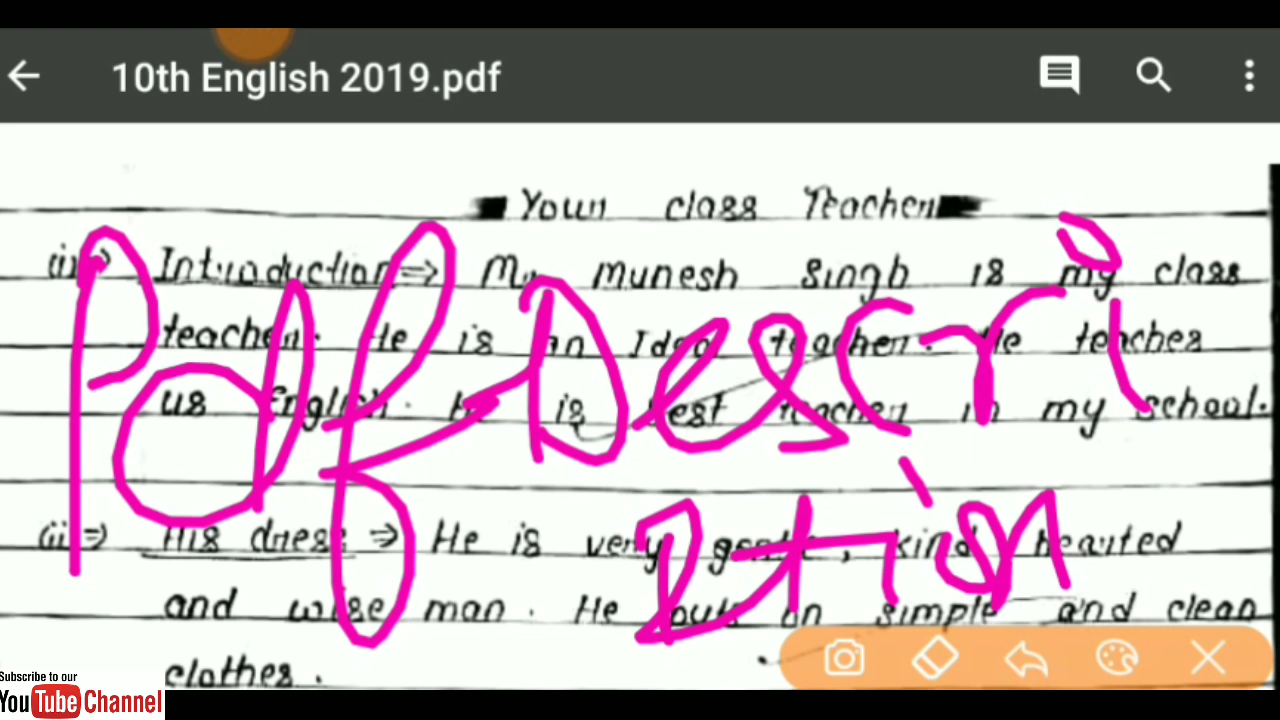 10th English 2019.pdf
Your class Teacher
(i)⇒ Introduction ⇒ Mr munesh singh is my class
teacher. He is an Ideal teacher. He teaches
us English. He is best teacher in my school.
(ii)⇒ His dress ⇒ He is very gentle, kind hearted
and wise man. He puts on simple and clean
clothes.
Pdf Descri
ption
Subscribe to our
YouTube Channel